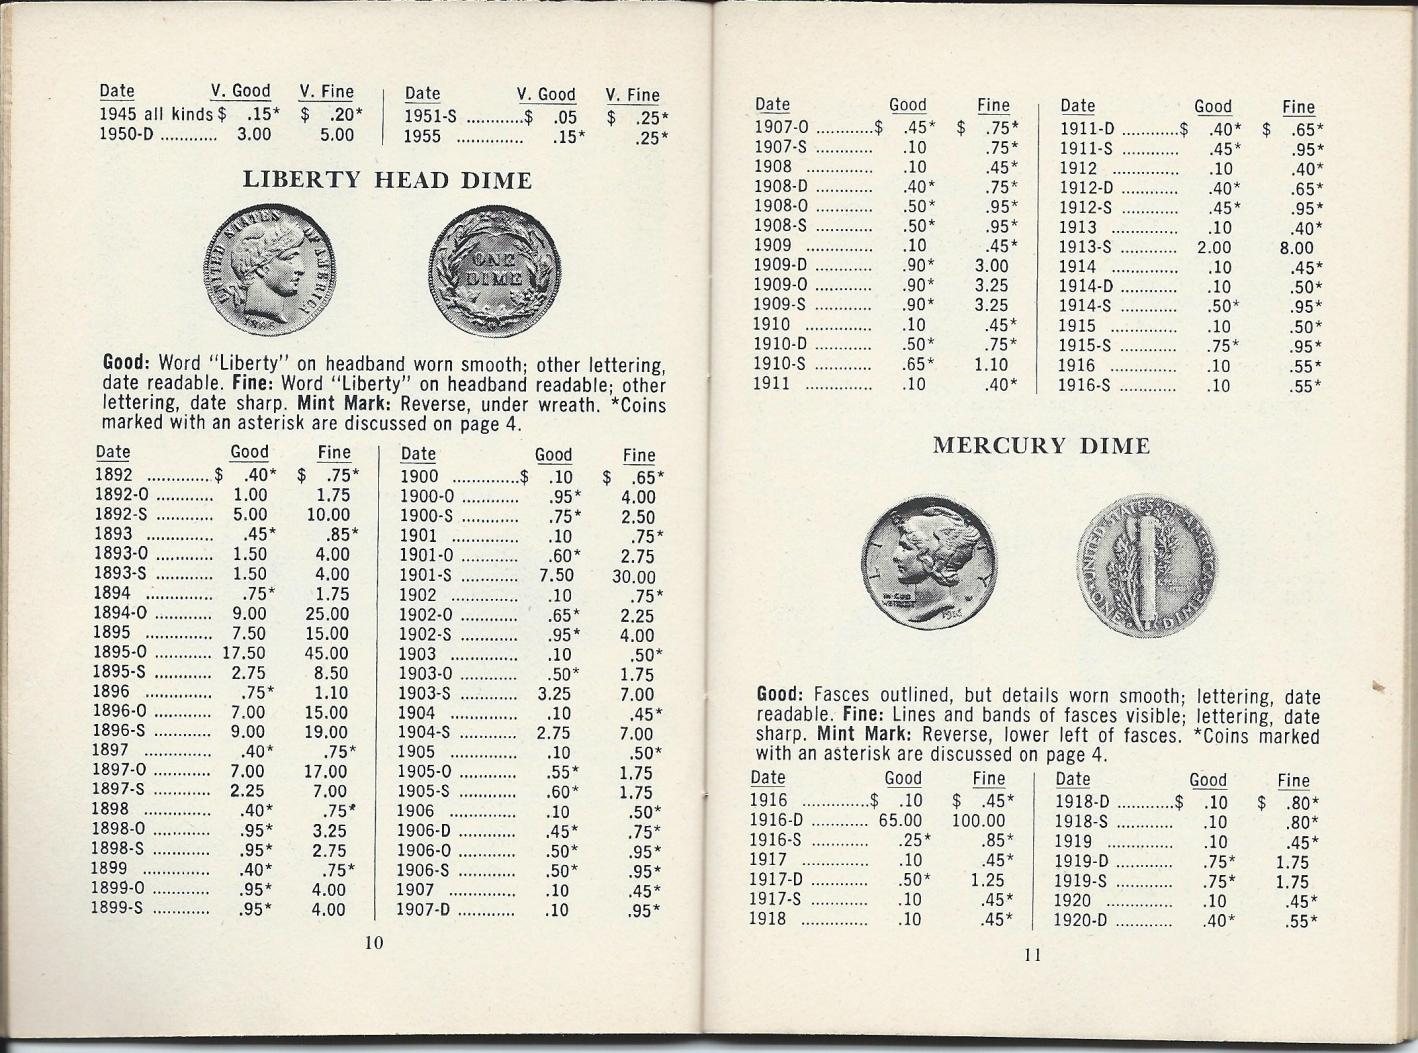 Date V. Good V. Fine
1945 all kinds $ .15* $ .20*
1950-D ............ 3.00 5.00
Date V. Good V. Fine
1951-S ............$ .05 $ .25*
1955 .............. .15* .25*
LIBERTY HEAD DIME
UNITED STATES OF AMERICA
ONE
DIME
Good: Word "Liberty" on headband worn smooth; other lettering,
date readable. Fine: Word "Liberty" on headband readable; other
lettering, date sharp. Mint Mark: Reverse, under wreath. *Coins
marked with an asterisk are discussed on page 4.
Date Good Fine
1892 .............$ .40* $ .75*
1892-O ............ 1.00 1.75
1892-S ............ 5.00 10.00
1893 .............. .45* .85*
1893-O ............ 1.50 4.00
1893-S ............ 1.50 4.00
1894 .............. .75* 1.75
1894-O ............ 9.00 25.00
1895 .............. 7.50 15.00
1895-O ............ 17.50 45.00
1895-S ............ 2.75 8.50
1896 .............. .75* 1.10
1896-O ............ 7.00 15.00
1896-S ............ 9.00 19.00
1897 .............. .40* .75*
1897-O ............ 7.00 17.00
1897-S ............ 2.25 7.00
1898 .............. .40* .75*
1898-O ............ .95* 3.25
1898-S ............ .95* 2.75
1899 .............. .40* .75*
1899-O ............ .95* 4.00
1899-S ............ .95* 4.00
Date Good Fine
1900 .............$ .10 $ .65*
1900-O ............ .95* 4.00
1900-S ............ .75* 2.50
1901 .............. .10 .75*
1901-O ............ .60* 2.75
1901-S ............ 7.50 30.00
1902 .............. .10 .75*
1902-O ............ .65* 2.25
1902-S ............ .95* 4.00
1903 .............. .10 .50*
1903-O ............ .50* 1.75
1903-S ............ 3.25 7.00
1904 .............. .10 .45*
1904-S ............ 2.75 7.00
1905 .............. .10 .50*
1905-O ............ .55* 1.75
1905-S ............ .60* 1.75
1906 .............. .10 .50*
1906-D ............ .45* .75*
1906-O ............ .50* .95*
1906-S ............ .50* .95*
1907 .............. .10 .45*
1907-D ............ .10 .95*
10
Date Good Fine
1907-O ............$ .45* $ .75*
1907-S ............ .10 .75*
1908 .............. .10 .45*
1908-D ............ .40* .75*
1908-O ............ .50* .95*
1908-S ............ .50* .95*
1909 .............. .10 .45*
1909-D ............ .90* 3.00
1909-O ............ .90* 3.25
1909-S ............ .90* 3.25
1910 .............. .10 .45*
1910-D ............ .50* .75*
1910-S ............ .65* 1.10
1911 .............. .10 .40*
Date Good Fine
1911-D ............$ .40* $ .65*
1911-S ............ .45* .95*
1912 .............. .10 .40*
1912-D ............ .40* .65*
1912-S ............ .45* .95*
1913 .............. .10 .40*
1913-S ............ 2.00 8.00
1914 .............. .10 .45*
1914-D ............ .10 .50*
1914-S ............ .50* .95*
1915 .............. .10 .50*
1915-S ............ .75* .95*
1916 .............. .10 .55*
1916-S ............ .10 .55*
MERCURY DIME
IN GOD
WE TRUST
UNITED STATES OF AMERICA
ONE DIME
Good: Fasces outlined, but details worn smooth; lettering, date
readable. Fine: Lines and bands of fasces visible; lettering, date
sharp. Mint Mark: Reverse, lower left of fasces. *Coins marked
with an asterisk are discussed on page 4.
Date Good Fine
1916 .............$ .10 $ .45*
1916-D ............ 65.00 100.00
1916-S ............ .25* .85*
1917 .............. .10 .45*
1917-D ............ .50* 1.25
1917-S ............ .10 .45*
1918 .............. .10 .45*
Date Good Fine
1918-D ............$ .10 $ .80*
1918-S ............ .10 .80*
1919 .............. .10 .45*
1919-D ............ .75* 1.75
1919-S ............ .75* 1.75
1920 .............. .10 .45*
1920-D ............ .40* .55*
11